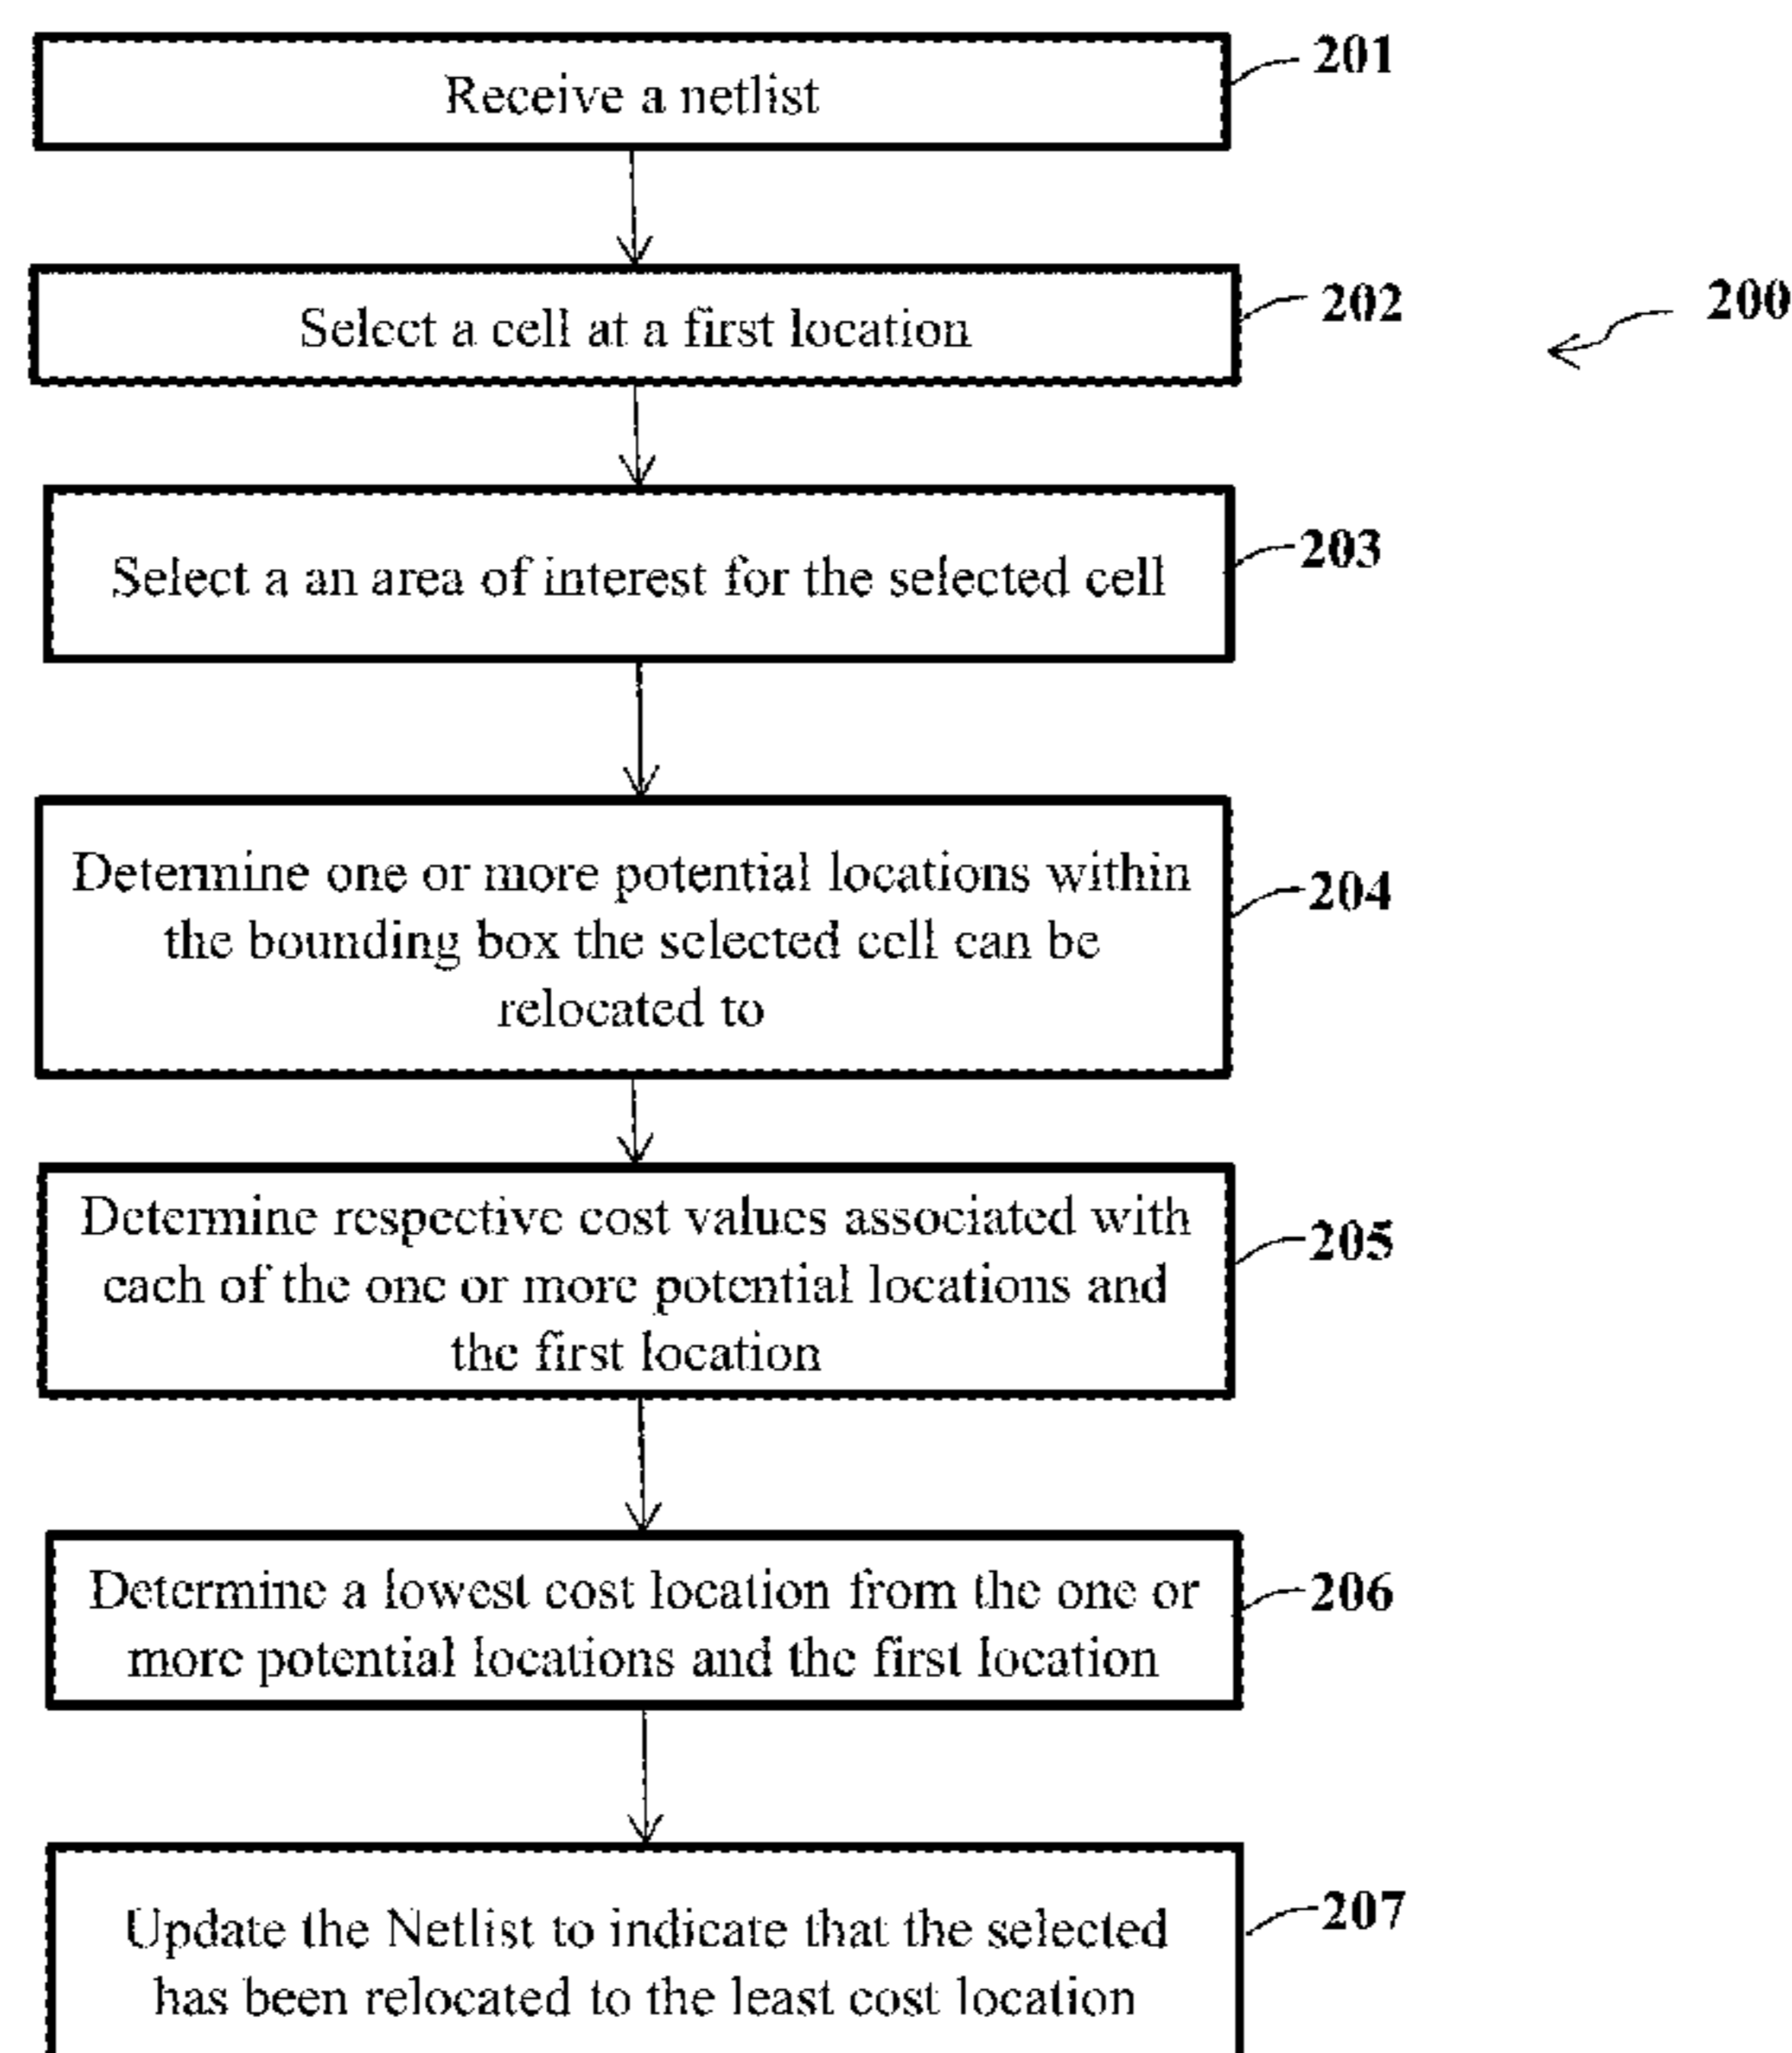 Receive a netlist
201
Select a cell at a first location
202
200
Select a an area of interest for the selected cell
203
Determine one or more potential locations within
the bounding box the selected cell can be
relocated to
204
Determine respective cost values associated with
each of the one or more potential locations and
the first location
205
Determine a lowest cost location from the one or
more potential locations and the first location
206
Update the Netlist to indicate that the selected
has been relocated to the least cost location
207